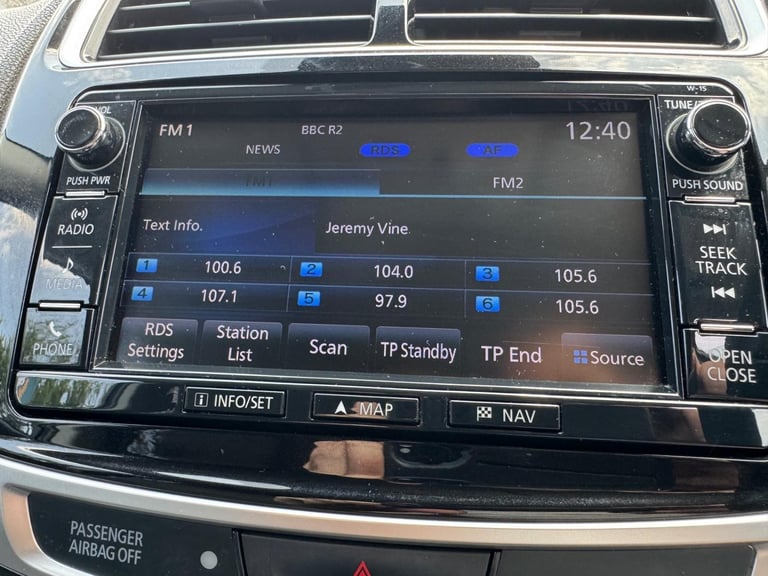 W-15
VOL
TUNE/
PUSH PWR
PUSH SOUND
FM 1 BBC R2 12:40
NEWS RDS AF
FM1 FM2
RADIO
MEDIA
PHONE
Text Info. Jeremy Vine
1 100.6 2 104.0 3 105.6
4 107.1 5 97.9 6 105.6
RDS Settings
Station List
Scan
TP Standby
TP End
Source
SEEK
TRACK
OPEN
CLOSE
i INFO/SET
MAP
NAV
PASSENGER
AIRBAG OFF